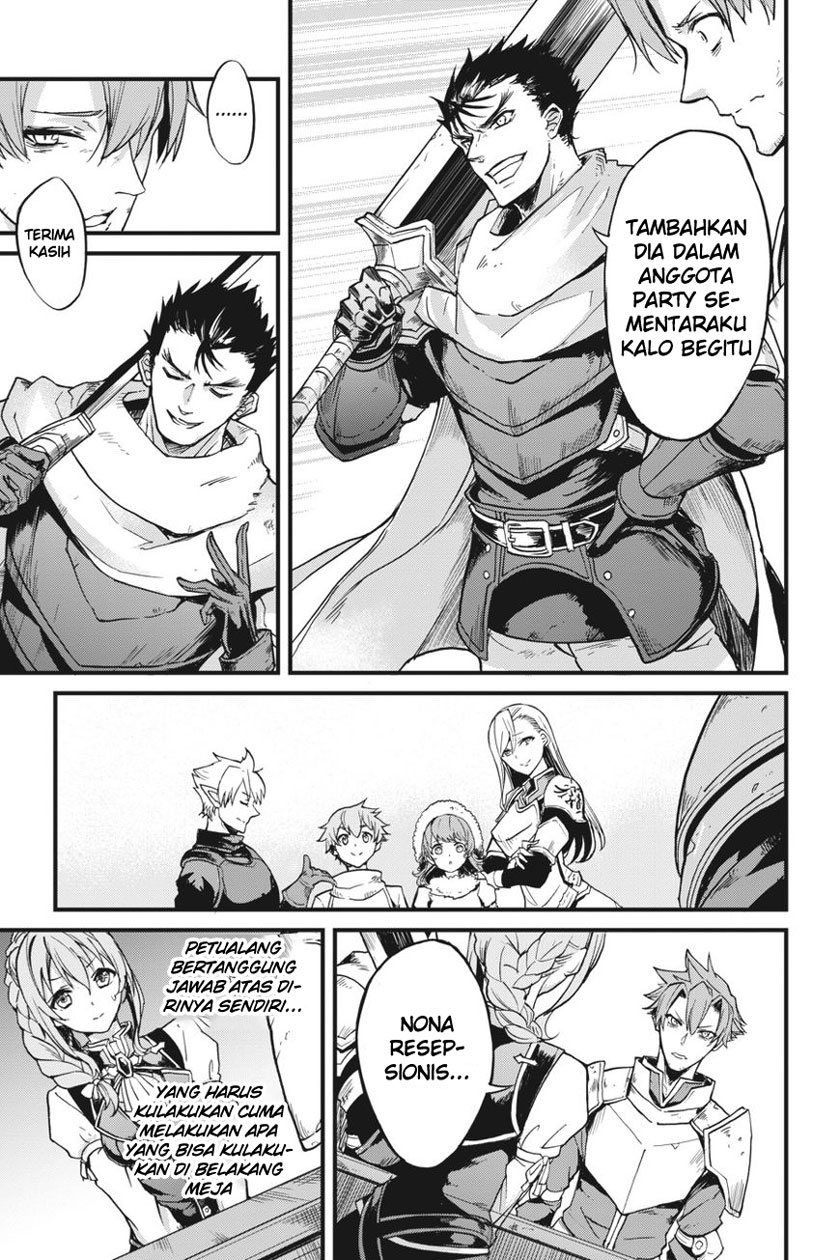 TAMBAHKAN
DIA DALAM
ANGGOTA
PARTY SE-
MENTARAKU
KALO BEGITU
......
TERIMA
KASIH
NONA
RESEP-
SIONIS...
PETUALANG
BERTANGGUNG
JAWAB ATAS DI-
RINYA SENDIRI...
YANG HARUS
KULAKUKAN CUMA
MELAKUKAN APA
YANG BISA KULAKU-
KAN DI BELAKANG
MEJA